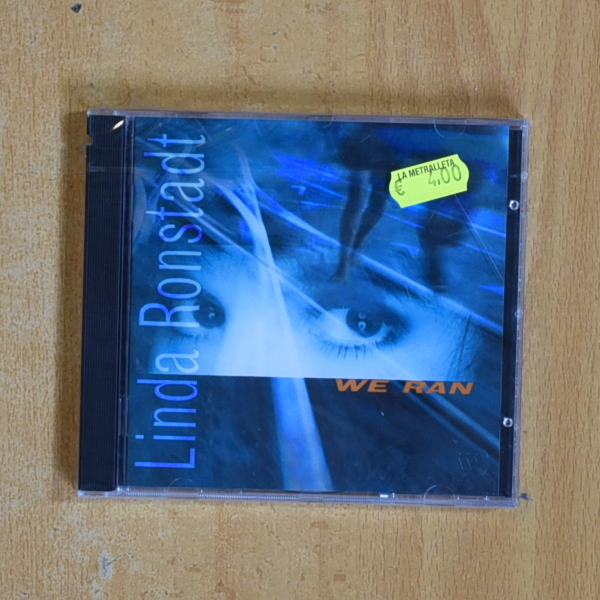 Linda Ronstadt
LA METRALLETA
€ 4,00
WE RAN